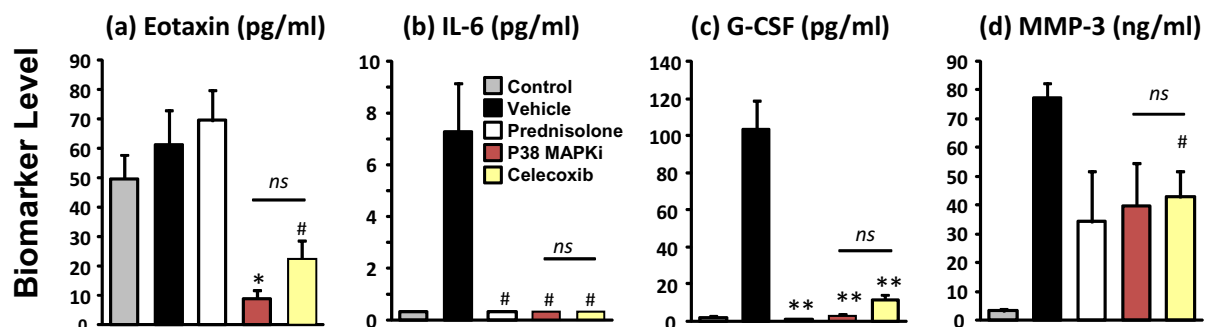 (a) Eotaxin (pg/ml)
(b) IL-6 (pg/ml)
(c) G-CSF (pg/ml)
(d) MMP-3 (ng/ml)
Biomarker Level
90
80
70
60
50
40
30
20
10
0
*
#
ns
10
8
6
4
2
0
Control
Vehicle
Prednisolone
P38 MAPKi
Celecoxib
ns
# # #
140
120
100
80
60
40
20
0
ns
** ** **
90
80
70
60
50
40
30
20
10
0
ns
#